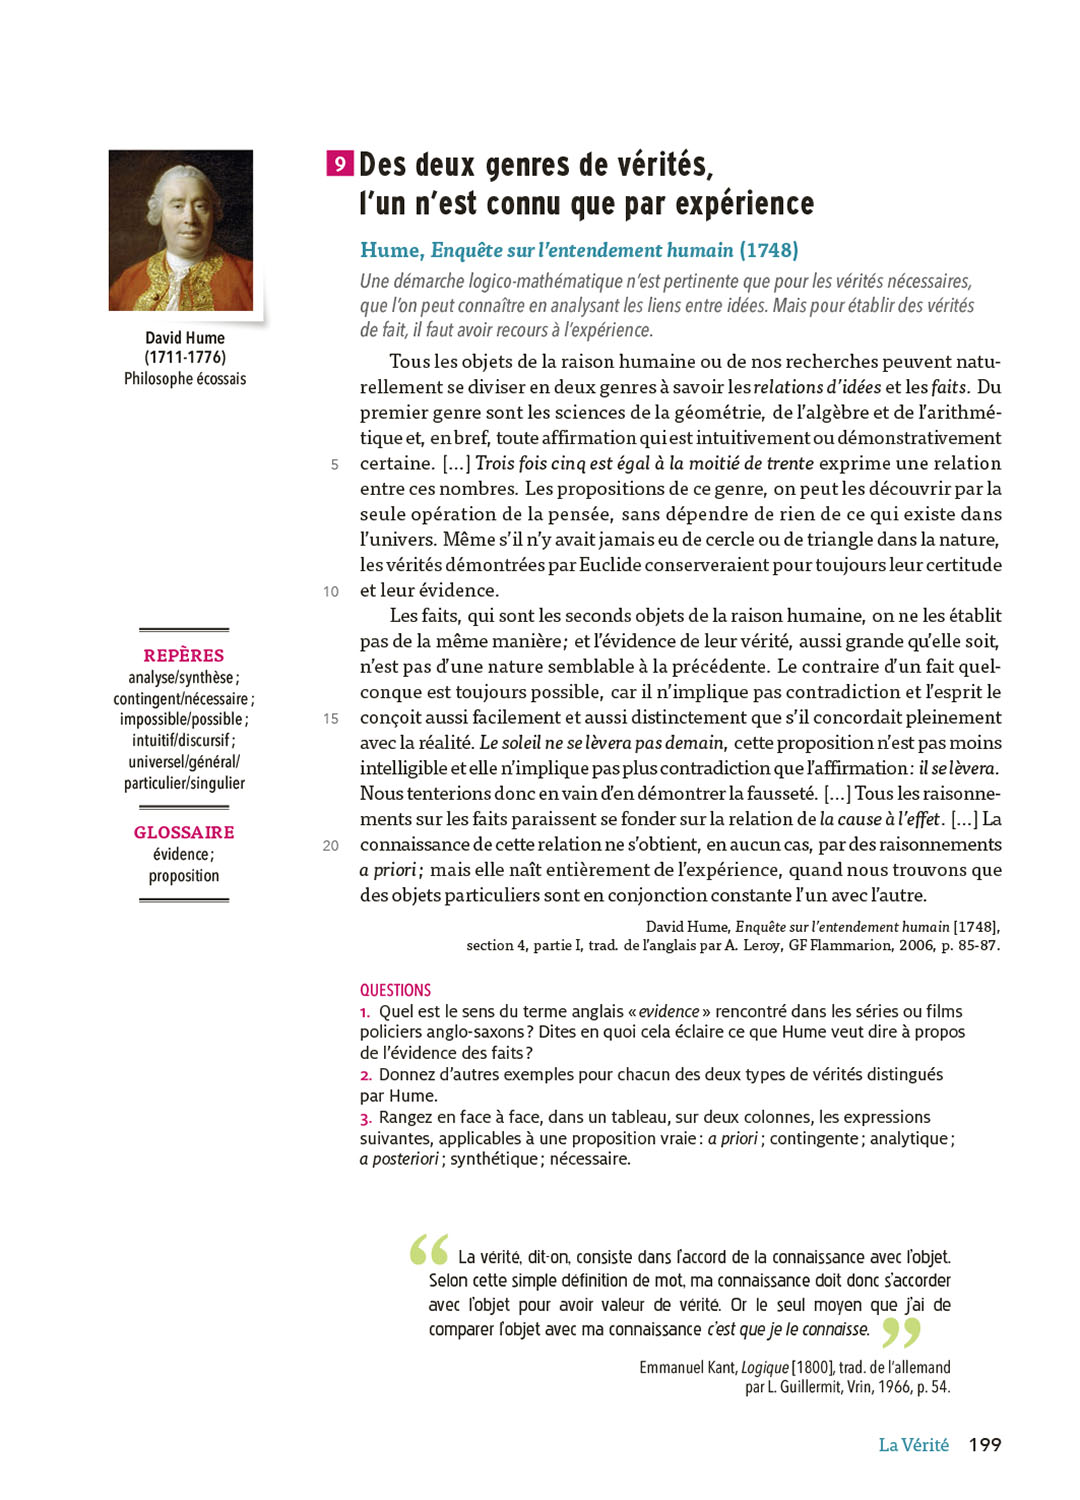 9 Des deux genres de vérités,
l’un n’est connu que par expérience
Hume, Enquête sur l’entendement humain (1748)
Une démarche logico-mathématique n’est pertinente que pour les vérités nécessaires,
que l’on peut connaître en analysant les liens entre idées. Mais pour établir des vérités
de fait, il faut avoir recours à l’expérience.
David Hume
(1711-1776)
Philosophe écossais
Tous les objets de la raison humaine ou de nos recherches peuvent natu-
rellement se diviser en deux genres à savoir les relations d’idées et les faits. Du
premier genre sont les sciences de la géométrie, de l’algèbre et de l’arithmé-
tique et, en bref, toute affirmation qui est intuitivement ou démonstrativement
5 certaine. [...] Trois fois cinq est égal à la moitié de trente exprime une relation
entre ces nombres. Les propositions de ce genre, on peut les découvrir par la
seule opération de la pensée, sans dépendre de rien de ce qui existe dans
l’univers. Même s’il n’y avait jamais eu de cercle ou de triangle dans la nature,
les vérités démontrées par Euclide conserveraient pour toujours leur certitude
10 et leur évidence.
Les faits, qui sont les seconds objets de la raison humaine, on ne les établit
pas de la même manière ; et l’évidence de leur vérité, aussi grande qu’elle soit,
n’est pas d’une nature semblable à la précédente. Le contraire d’un fait quel-
conque est toujours possible, car il n’implique pas contradiction et l’esprit le
15 conçoit aussi facilement et aussi distinctement que s’il concordait pleinement
avec la réalité. Le soleil ne se lèvera pas demain, cette proposition n’est pas moins
intelligible et elle n’implique pas plus contradiction que l’affirmation : il se lèvera.
Nous tenterions donc en vain d’en démontrer la fausseté. [...] Tous les raisonne-
ments sur les faits paraissent se fonder sur la relation de la cause à l’effet. [...] La
20 connaissance de cette relation ne s’obtient, en aucun cas, par des raisonnements
a priori ; mais elle naît entièrement de l’expérience, quand nous trouvons que
des objets particuliers sont en conjonction constante l’un avec l’autre.
David Hume, Enquête sur l’entendement humain [1748],
section 4, partie I, trad. de l’anglais par A. Leroy, GF Flammarion, 2006, p. 85-87.
REPÈRES
analyse/synthèse ;
contingent/nécessaire ;
impossible/possible ;
intuitif/discursif ;
universel/général/
particulier/singulier
GLOSSAIRE
évidence ;
proposition
QUESTIONS
1. Quel est le sens du terme anglais « evidence » rencontré dans les séries ou films
policiers anglo-saxons ? Dites en quoi cela éclaire ce que Hume veut dire à propos
de l’évidence des faits ?
2. Donnez d’autres exemples pour chacun des deux types de vérités distingués
par Hume.
3. Rangez en face à face, dans un tableau, sur deux colonnes, les expressions
suivantes, applicables à une proposition vraie : a priori ; contingente ; analytique ;
a posteriori ; synthétique ; nécessaire.
“ La vérité, dit-on, consiste dans l’accord de la connaissance avec l’objet.
Selon cette simple définition de mot, ma connaissance doit donc s’accorder
avec l’objet pour avoir valeur de vérité. Or le seul moyen que j’ai de
comparer l’objet avec ma connaissance c’est que je le connaisse. ”
Emmanuel Kant, Logique [1800], trad. de l’allemand
par L. Guillermit, Vrin, 1966, p. 54.
La Vérité 199